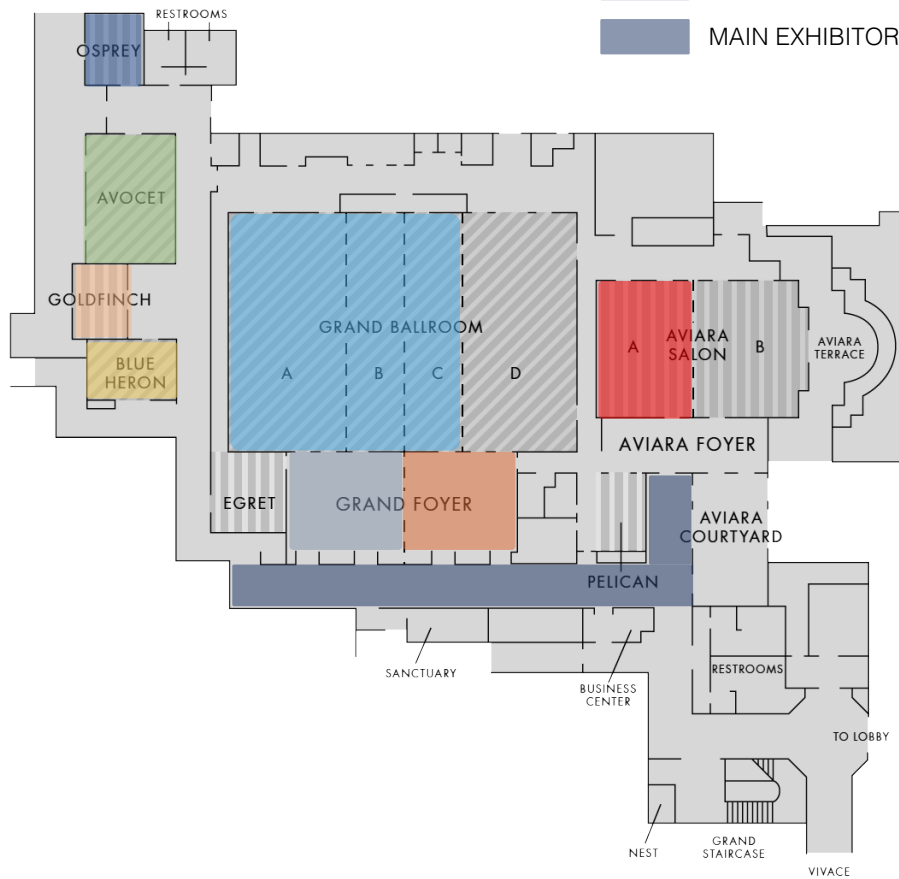 RESTROOMS
MAIN EXHIBITOR
OSPREY
AVOCET
GOLDFINCH
BLUE
HERON
GRAND BALLROOM
A
B
C
D
A
AVIARA
SALON
B
AVIARA
TERRACE
AVIARA FOYER
EGRET
GRAND FOYER
AVIARA
COURTYARD
PELICAN
SANCTUARY
BUSINESS
CENTER
RESTROOMS
TO LOBBY
NEST
GRAND
STAIRCASE
VIVACE